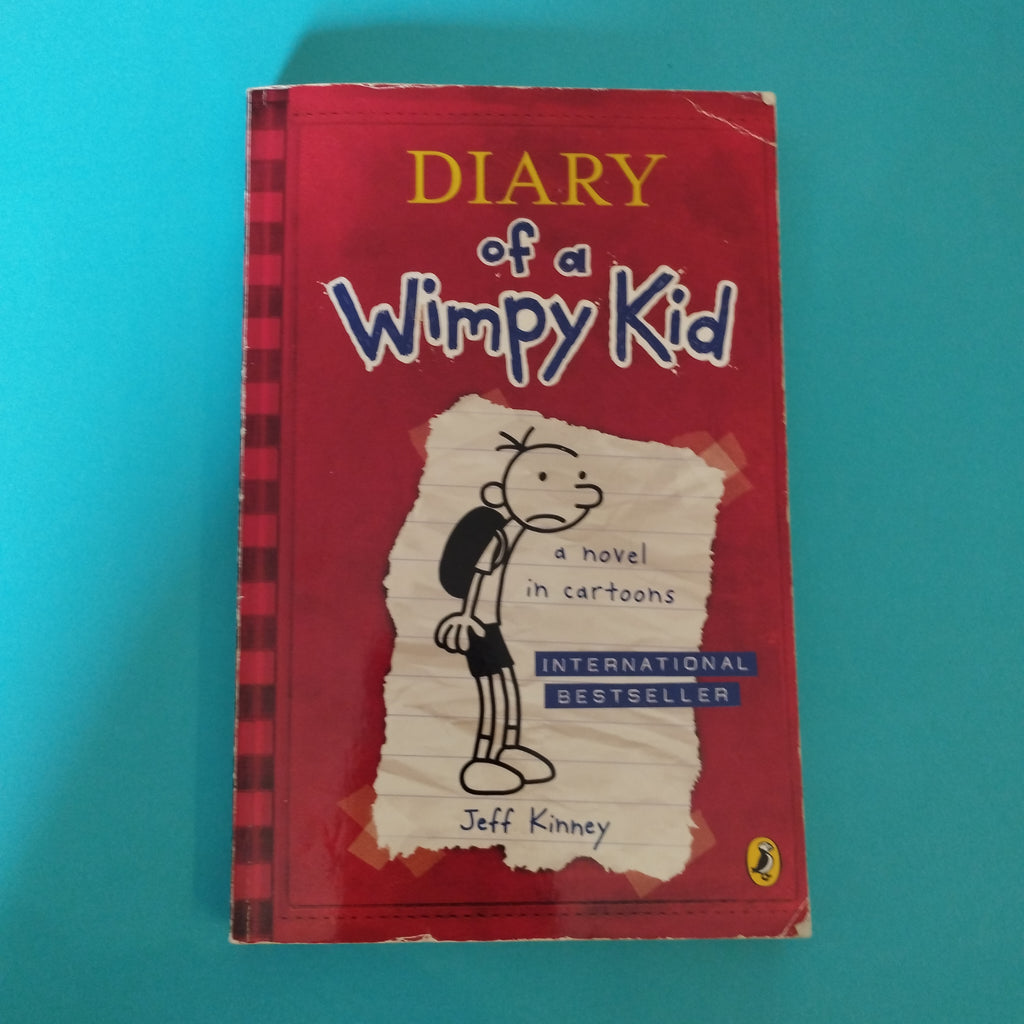 DIARY
of a
Wimpy Kid
a novel
in cartoons
INTERNATIONAL
BESTSELLER
Jeff Kinney